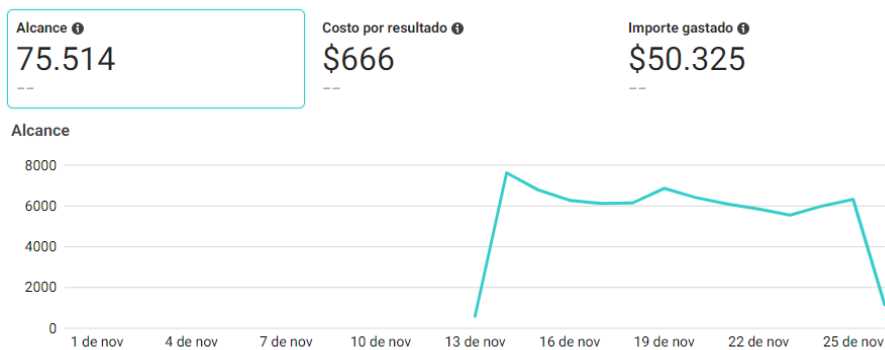 Alcance
75.514
--
Costo por resultado
$666
--
Importe gastado
$50.325
--
Alcance
8000
6000
4000
2000
0
1 de nov 4 de nov 7 de nov 10 de nov 13 de nov 16 de nov 19 de nov 22 de nov 25 de nov